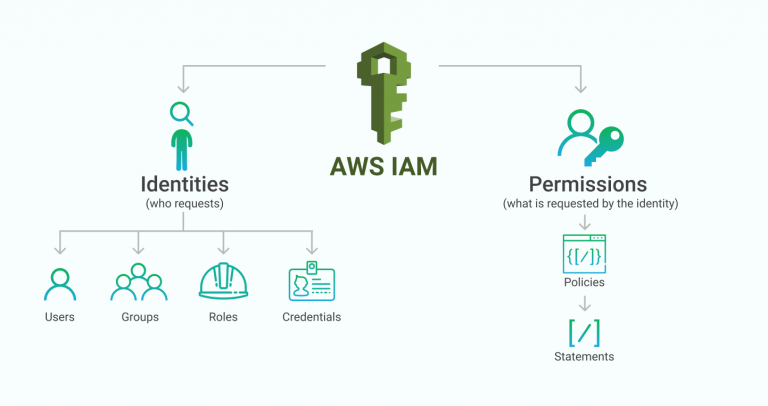 AWS IAM
Identities
(who requests)
Users
Groups
Roles
Credentials
Permissions
(what is requested by the identity)
{[/]}
Policies
[/]
Statements